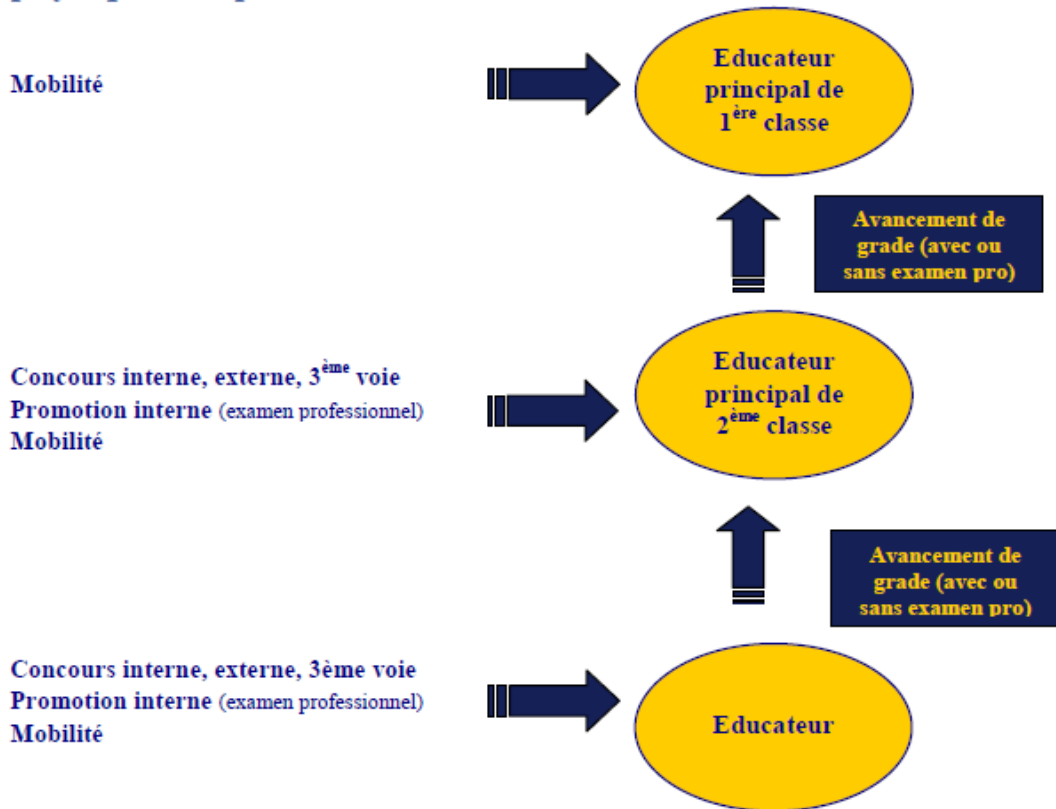 Mobilité
Educateur
principal de
1ère classe
Avancement de
grade (avec ou
sans examen pro)
Concours interne, externe, 3ème voie
Promotion interne (examen professionnel)
Mobilité
Educateur
principal de
2ème classe
Avancement de
grade (avec ou
sans examen pro)
Concours interne, externe, 3ème voie
Promotion interne (examen professionnel)
Mobilité
Educateur